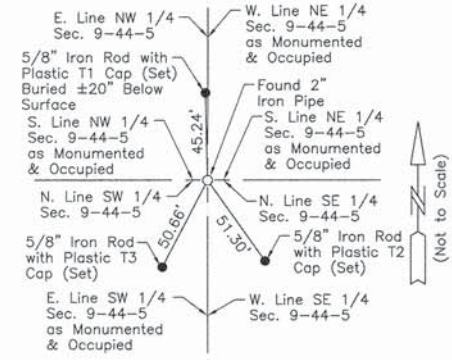 E. Line NW 1/4
Sec. 9-44-5
W. Line NE 1/4
Sec. 9-44-5
as Monumented
& Occupied
5/8" Iron Rod with
Plastic T1 Cap (Set)
Buried ±20" Below
Surface
Found 2"
Iron Pipe
S. Line NW 1/4
Sec. 9-44-5
as Monumented
& Occupied
45.24'
S. Line NE 1/4
Sec. 9-44-5
as Monumented
& Occupied
N. Line SW 1/4
Sec. 9-44-5
N. Line SE 1/4
Sec. 9-44-5
50.66'
51.30'
5/8" Iron Rod
with Plastic T3
Cap (Set)
5/8" Iron Rod
with Plastic T2
Cap (Set)
E. Line SW 1/4
Sec. 9-44-5
as Monumented
& Occupied
W. Line SE 1/4
Sec. 9-44-5
N
(Not to Scale)